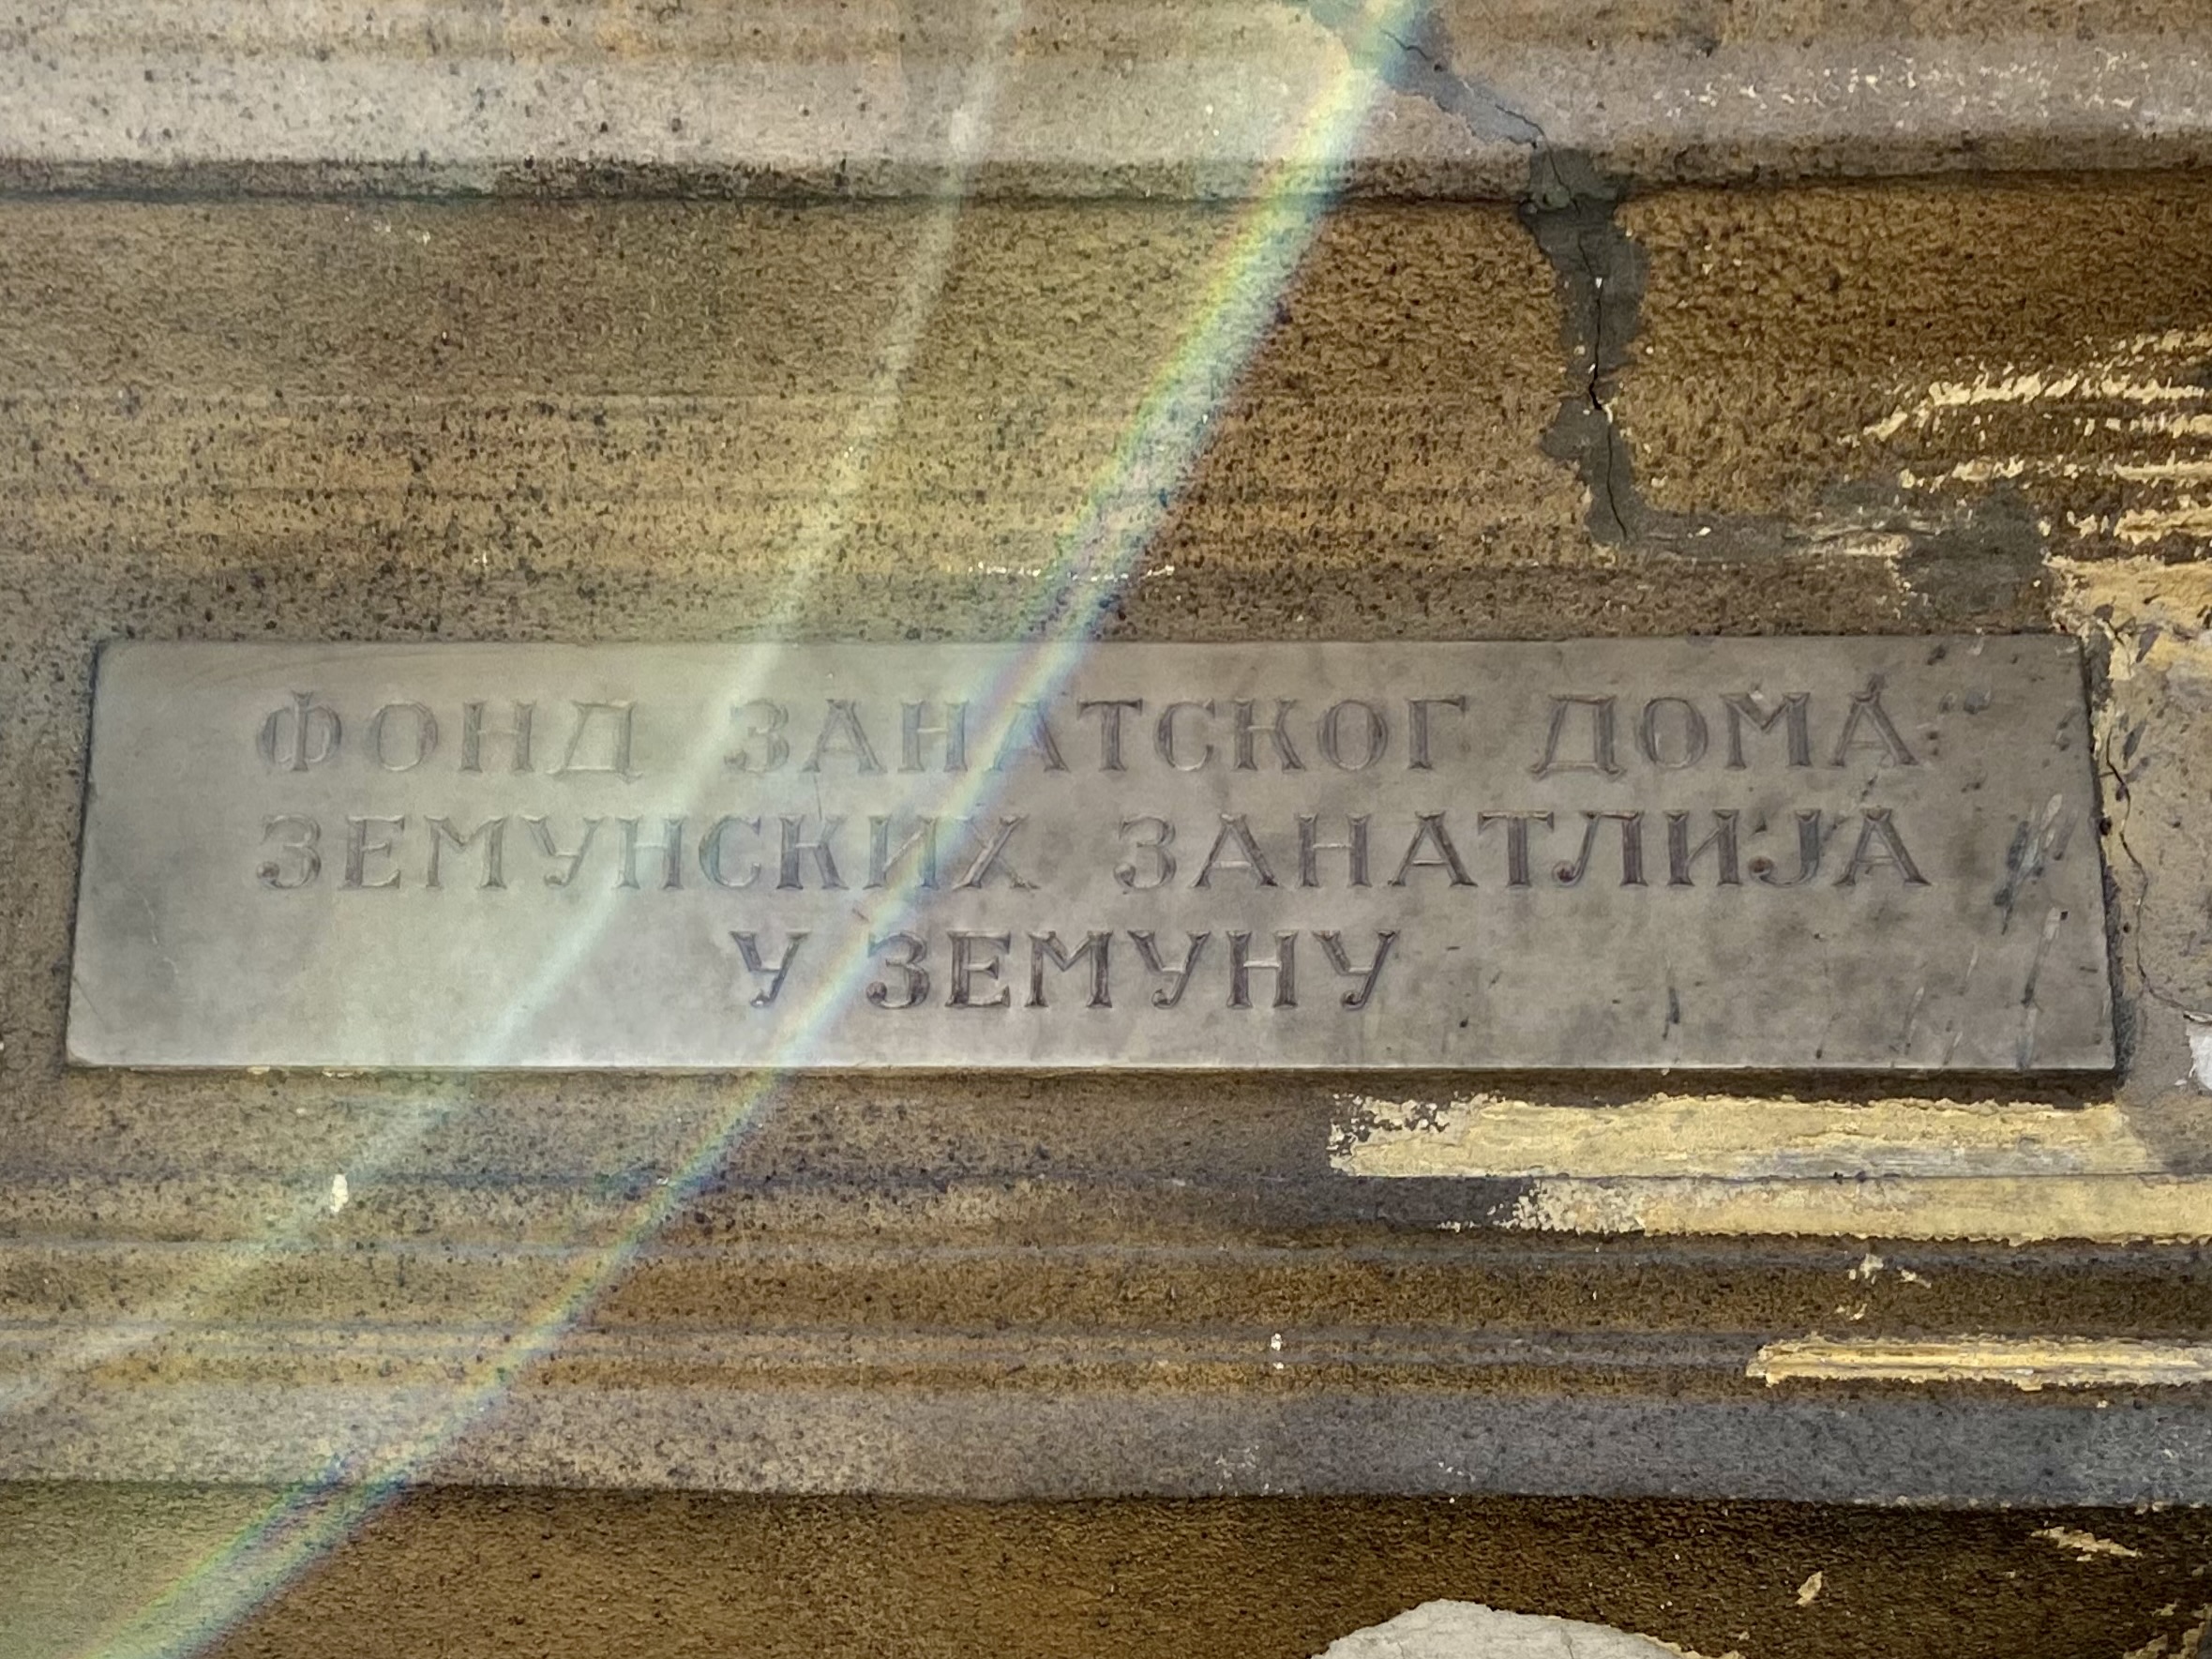 ФОНД ЗАНАТСКОГ ДОМА
ЗЕМУНСКИХ ЗАНАТЛИЈА
У ЗЕМУНУ